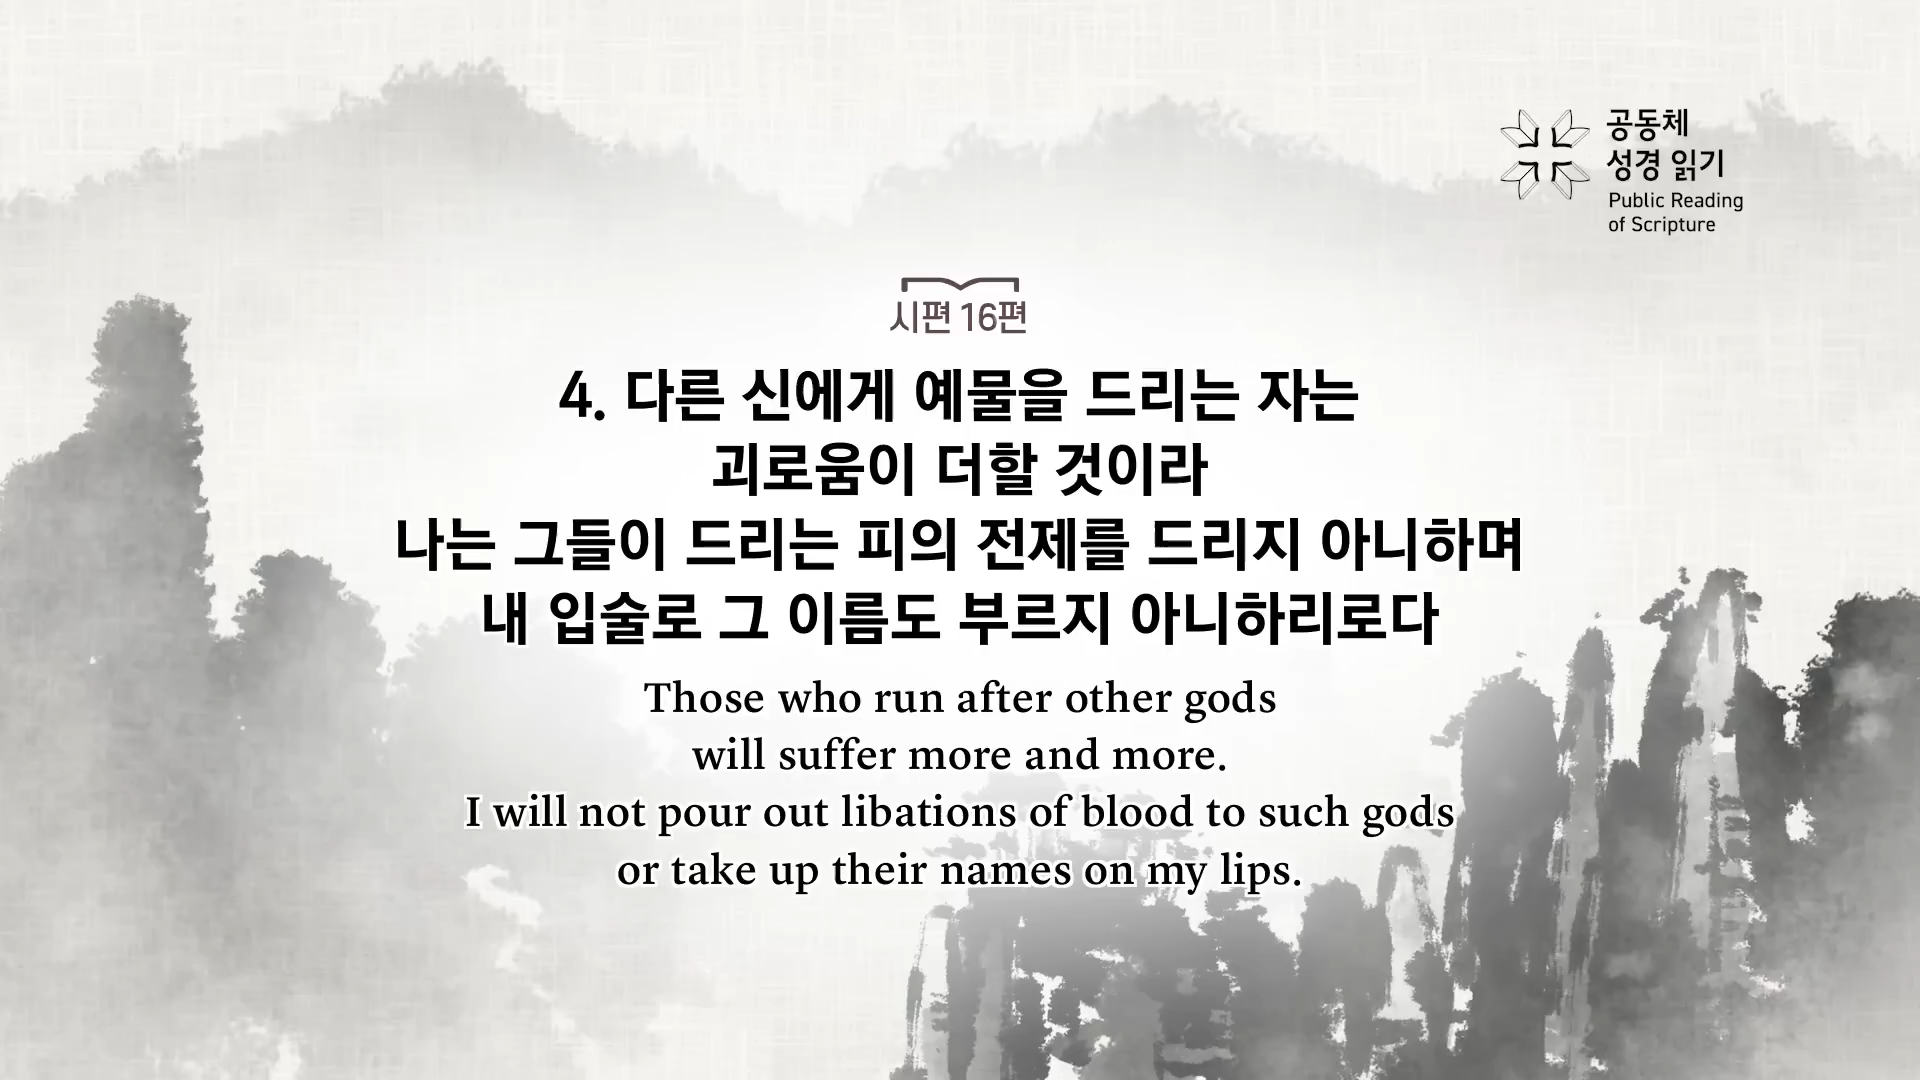 공동체
성경 읽기
Public Reading
of Scripture
시편 16편
4. 다른 신에게 예물을 드리는 자는
괴로움이 더할 것이라
나는 그들이 드리는 피의 전제를 드리지 아니하며
내 입술로 그 이름도 부르지 아니하리로다
Those who run after other gods
will suffer more and more.
I will not pour out libations of blood to such gods
or take up their names on my lips.